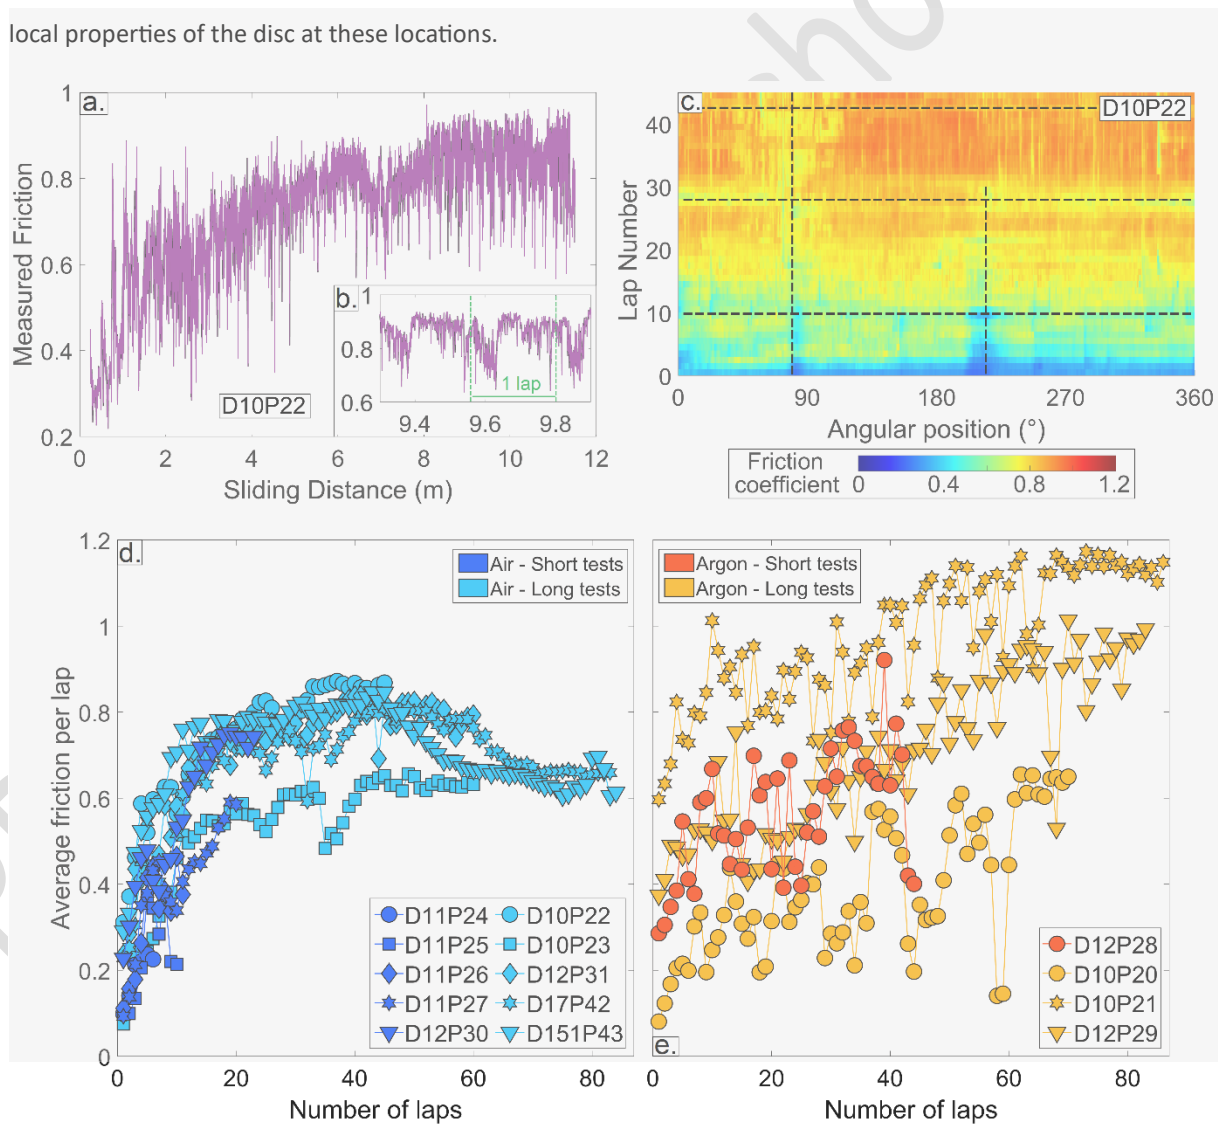 local properties of the disc at these locations.
a.
Measured Friction
1
0.8
0.6
0.4
0.2
0 2 4 6 8 10 12
Sliding Distance (m)
D10P22
b.
1
0.8
0.6
1 lap
9.4 9.6 9.8
c.
D10P22
Lap Number
40
30
20
10
0
0 90 180 270 360
Angular position (°)
Friction
coefficient 0 0.4 0.8 1.2
d.
Average friction per lap
1.2
1
0.8
0.6
0.4
0.2
0
Air - Short tests
Air - Long tests
D11P24 D10P22
D11P25 D10P23
D11P26 D12P31
D11P27 D17P42
D12P30 D151P43
0 20 40 60 80
Number of laps
Argon - Short tests
Argon - Long tests
D12P28
D10P20
D10P21
D12P29
e.
0 20 40 60 80
Number of laps